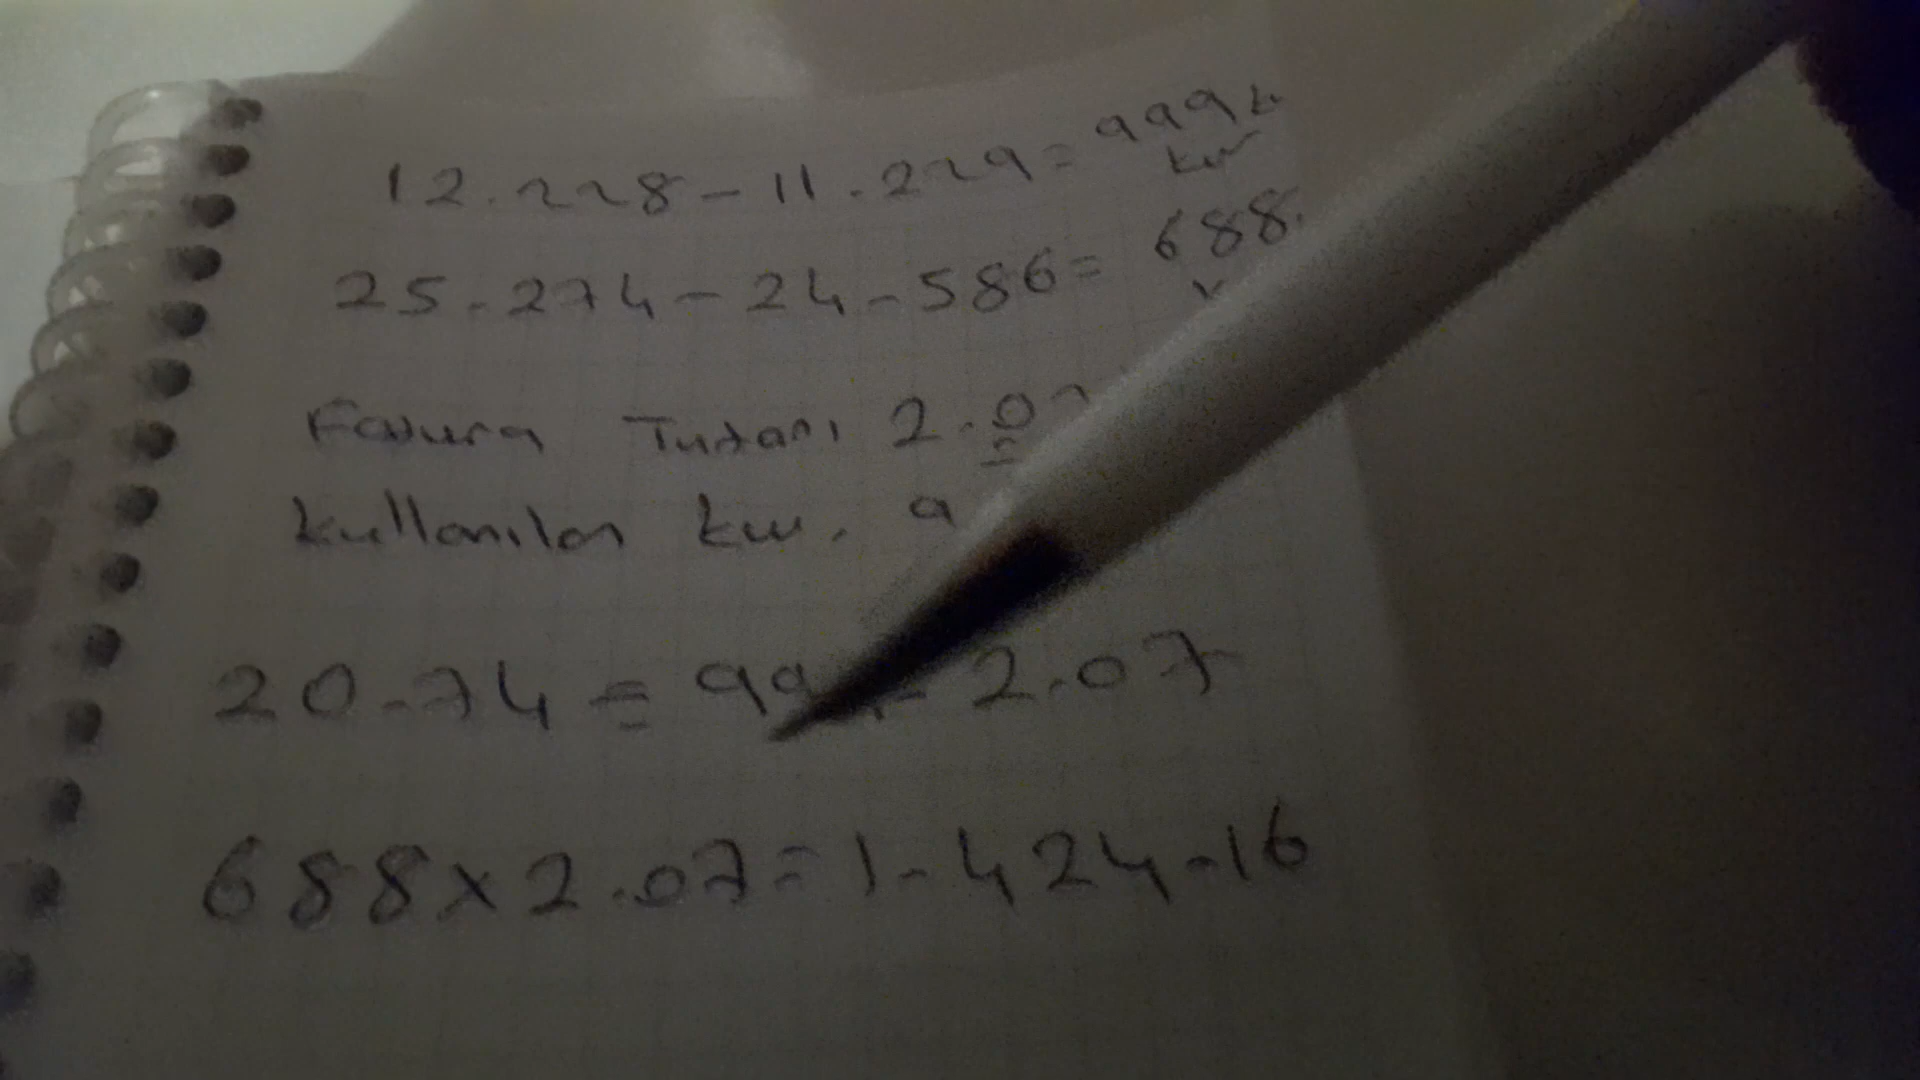 12.228-11.229=999 k
kw
25-274-24-586= 688.
Fatura Tutarı 2.0
kullanılan kw. 9
20-74= 99 - 2.07
688x2.07=1-424-16